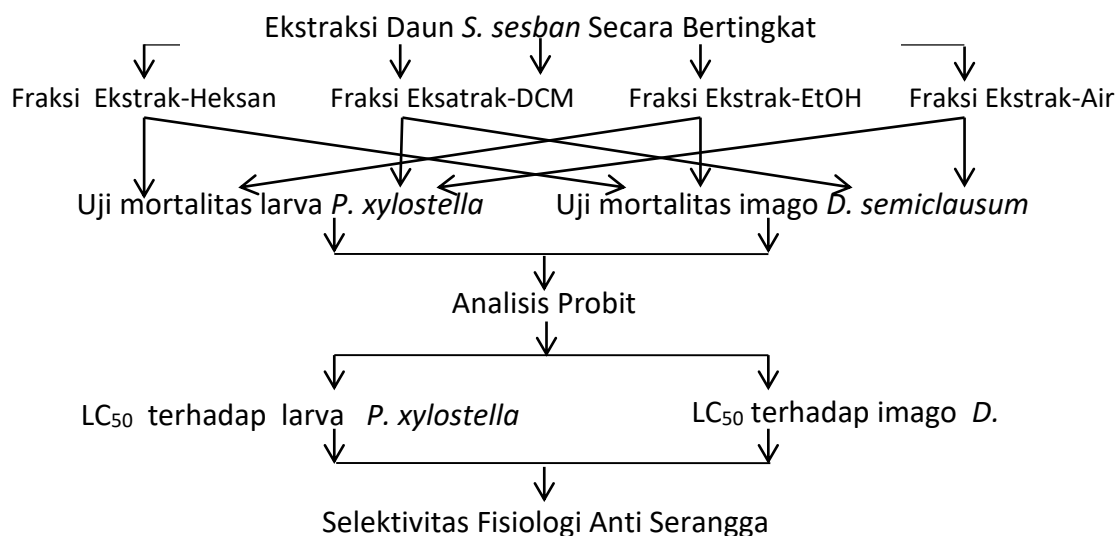 Ekstraksi Daun S. sesban Secara Bertingkat
Fraksi Ekstrak-Heksan Fraksi Eksatrak-DCM Fraksi Ekstrak-EtOH Fraksi Ekstrak-Air
Uji mortalitas larva P. xylostella Uji mortalitas imago D. semiclausum
Analisis Probit
LC50 terhadap larva P. xylostella LC50 terhadap imago D.
Selektivitas Fisiologi Anti Serangga